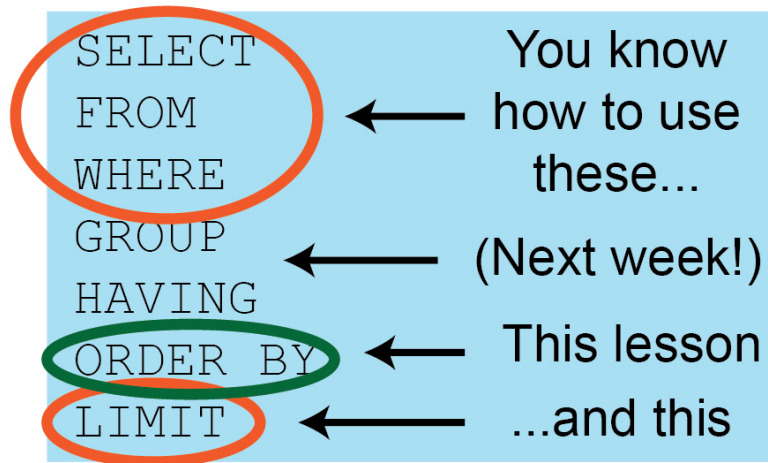 SELECT
FROM
WHERE
GROUP
HAVING
ORDER BY
LIMIT
You know
how to use
these...
(Next week!)
This lesson
...and this